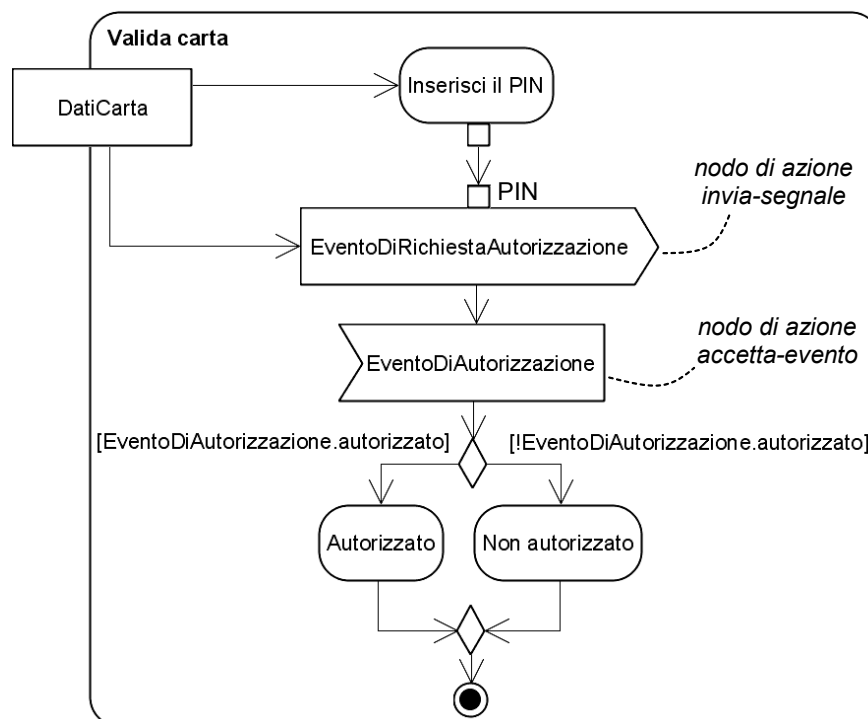 Valida carta
DatiCarta
Inserisci il PIN
PIN
nodo di azione
invia-segnale
EventoDiRichiestaAutorizzazione
nodo di azione
accetta-evento
EventoDiAutorizzazione
[EventoDiAutorizzazione.autorizzato]
[!EventoDiAutorizzazione.autorizzato]
Autorizzato
Non autorizzato